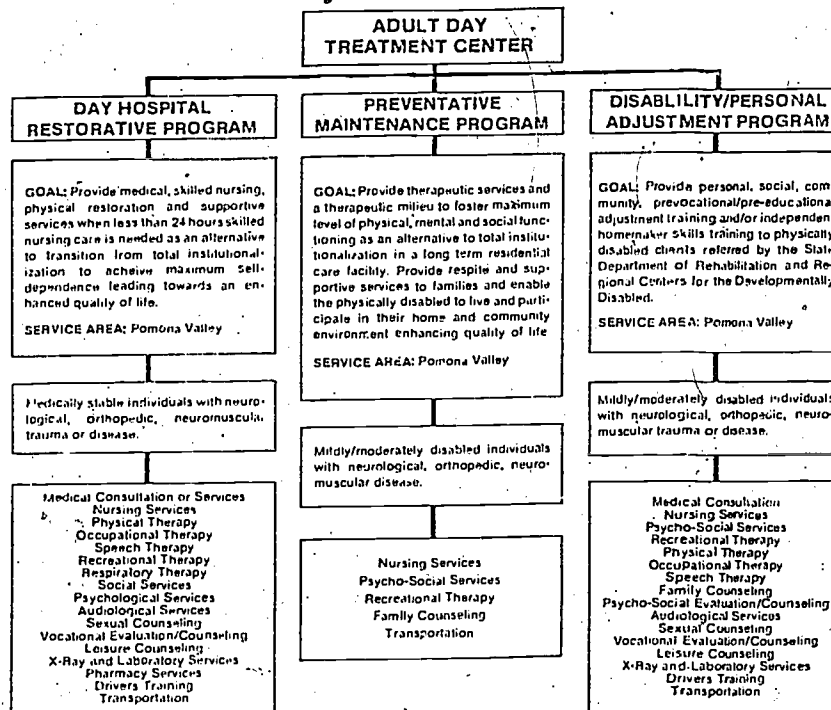 ADULT DAY
TREATMENT CENTER
DAY HOSPITAL
RESTORATIVE PROGRAM
GOAL: Provide medical, skilled nursing,
physical restoration and supportive
services when less than 24 hours skilled
nursing care is needed as an alternative
to transition from total institutional-
ization to acheive maximum self-
dependence leading towards an en-
hanced quality of life.
SERVICE AREA: Pomona Valley
Medically stable individuals with neuro-
logical, orthopedic, neuromuscular
trauma or disease.
Medical Consultation or Services
Nursing Services
Physical Therapy
Occupational Therapy
Speech Therapy
Recreational Therapy
Respiratory Therapy
Social Services
Psychological Services
Audiological Services
Sexual Counseling
Vocational Evaluation/Counseling
Leisure Counseling
X-Ray and Laboratory Services
Pharmacy Services
Drivers Training
Transportation
PREVENTATIVE
MAINTENANCE PROGRAM
GOAL: Provide therapeutic services and
a therapeutic milieu to foster maximum
level of physical, mental and social func-
tioning as an alternative to total institu-
tionalization in a long term residential
care facility. Provide respite and sup-
portive services to families and enable
the physically disabled to live and parti-
cipate in their home and community
environment enhancing quality of life
SERVICE AREA: Pomona Valley
Mildly/moderately disabled individuals
with neurological, orthopedic, neuro-
muscular disease.
Nursing Services
Psycho-Social Services
Recreational Therapy
Family Counseling
Transportation
DISABLILITY/PERSONAL
ADJUSTMENT PROGRAM
GOAL: Provide personal, social, com-
munity, prevocational/pre-educational
adjustment training and/or independen
homemaker skills training to physically
disabled clients referred by the State
Department of Rehabilitation and Re-
gional Centers for the Developmentally
Disabled.
SERVICE AREA: Pomona Valley
Mildly/moderately disabled individuals
with neurological, orthopedic, neuro-
muscular trauma or disease.
Medical Consultation
Nursing Services
Psycho-Social Services
Recreational Therapy
Physical Therapy
Occupational Therapy
Speech Therapy
Family Counseling
Psycho-Social Evaluation/Counseling
Audiological Services
Sexual Counseling
Vocational Evaluation/Counseling
Leisure Counseling
X-Ray and Laboratory Services
Drivers Training
Transportation